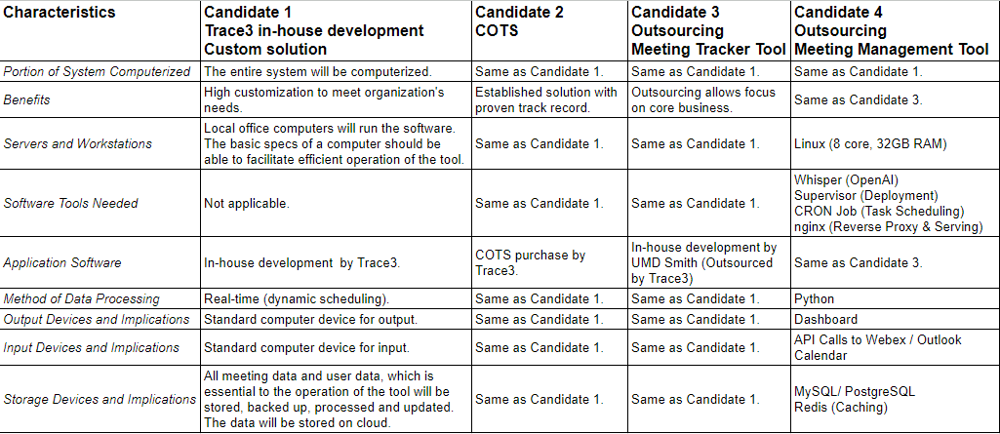 Characteristics
Candidate 1
Trace3 in-house development
Custom solution
Candidate 2
COTS
Candidate 3
Outsourcing
Meeting Tracker Tool
Candidate 4
Outsourcing
Meeting Management Tool
Portion of System Computerized
The entire system will be computerized.
Same as Candidate 1.
Same as Candidate 1.
Same as Candidate 1.
Benefits
High customization to meet organization's
needs.
Established solution with
proven track record.
Outsourcing allows focus
on core business.
Same as Candidate 3.
Servers and Workstations
Local office computers will run the software.
The basic specs of a computer should be
able to facilitate efficient operation of the tool.
Same as Candidate 1.
Same as Candidate 1.
Linux (8 core, 32GB RAM)
Software Tools Needed
Not applicable.
Same as Candidate 1.
Same as Candidate 1.
Whisper (OpenAI)
Supervisor (Deployment)
CRON Job (Task Scheduling)
nginx (Reverse Proxy & Serving)
Application Software
In-house development  by Trace3.
COTS purchase by
Trace3.
In-house development by
UMD Smith (Outsourced
by Trace3)
Same as Candidate 3.
Method of Data Processing
Real-time (dynamic scheduling).
Same as Candidate 1.
Same as Candidate 1.
Python
Output Devices and Implications
Standard computer device for output.
Same as Candidate 1.
Same as Candidate 1.
Dashboard
Input Devices and Implications
Standard computer device for input.
Same as Candidate 1.
Same as Candidate 1.
API Calls to Webex / Outlook
Calendar
Storage Devices and Implications
All meeting data and user data, which is
essential to the operation of the tool will be
stored, backed up, processed and updated.
The data will be stored on cloud.
Same as Candidate 1.
Same as Candidate 1.
MySQL/ PostgreSQL
Redis (Caching)